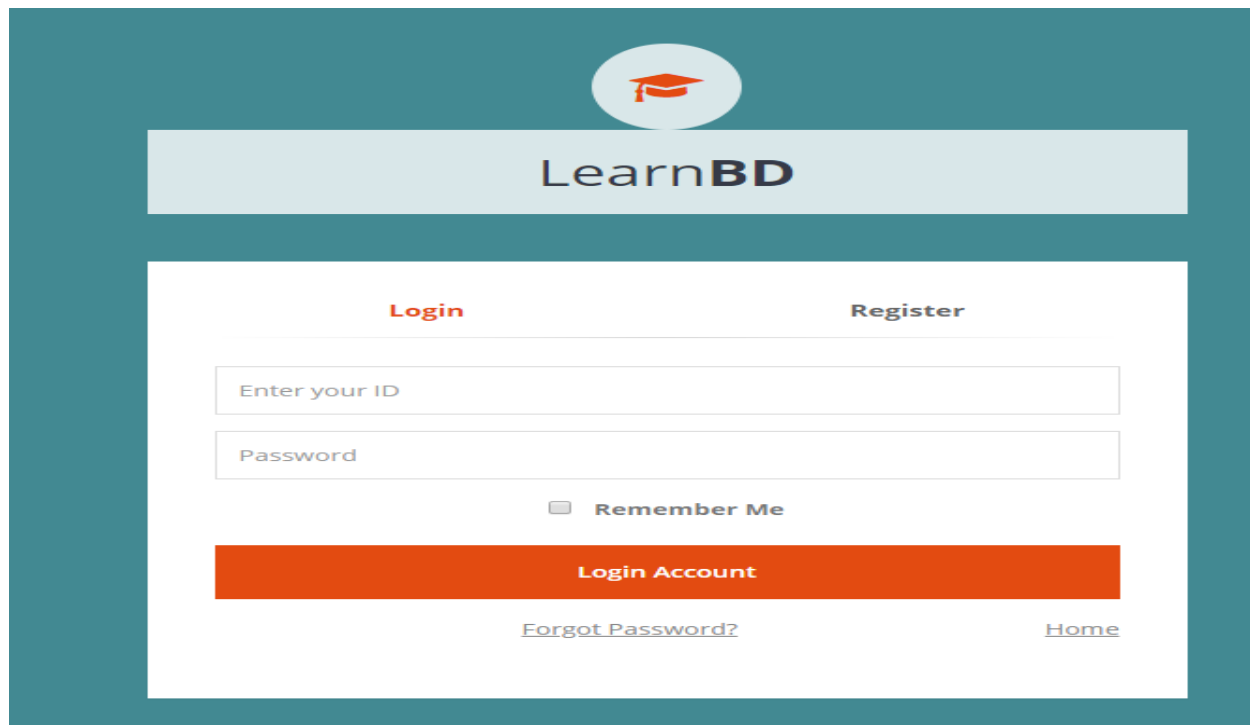 LearnBD
Login Register
Enter your ID
Password
Remember Me
Login Account
Forgot Password? Home